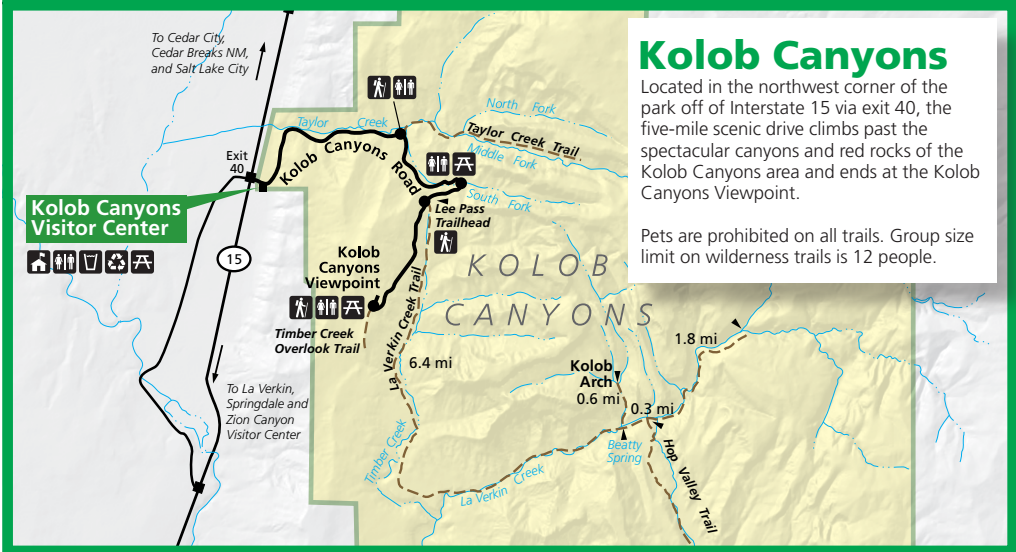 To Cedar City,
Cedar Breaks NM,
and Salt Lake City
Kolob Canyons
Located in the northwest corner of the
park off of Interstate 15 via exit 40, the
five-mile scenic drive climbs past the
spectacular canyons and red rocks of the
Kolob Canyons area and ends at the Kolob
Canyons Viewpoint.
Pets are prohibited on all trails. Group size
limit on wilderness trails is 12 people.
North Fork
Taylor Creek
Taylor Creek Trail
Middle Fork
Exit
40
Kolob Canyons Road
South Fork
Kolob Canyons
Visitor Center
Lee Pass
Trailhead
15
Kolob
Canyons
Viewpoint
KOLOB
CANYONS
Timber Creek
Overlook Trail
La Verkin Creek Trail
6.4 mi
1.8 mi
Kolob
Arch
0.6 mi
0.3 mi
To La Verkin,
Springdale and
Zion Canyon
Visitor Center
Timber Creek
Beatty
Spring
Hop Valley Trail
La Verkin Creek